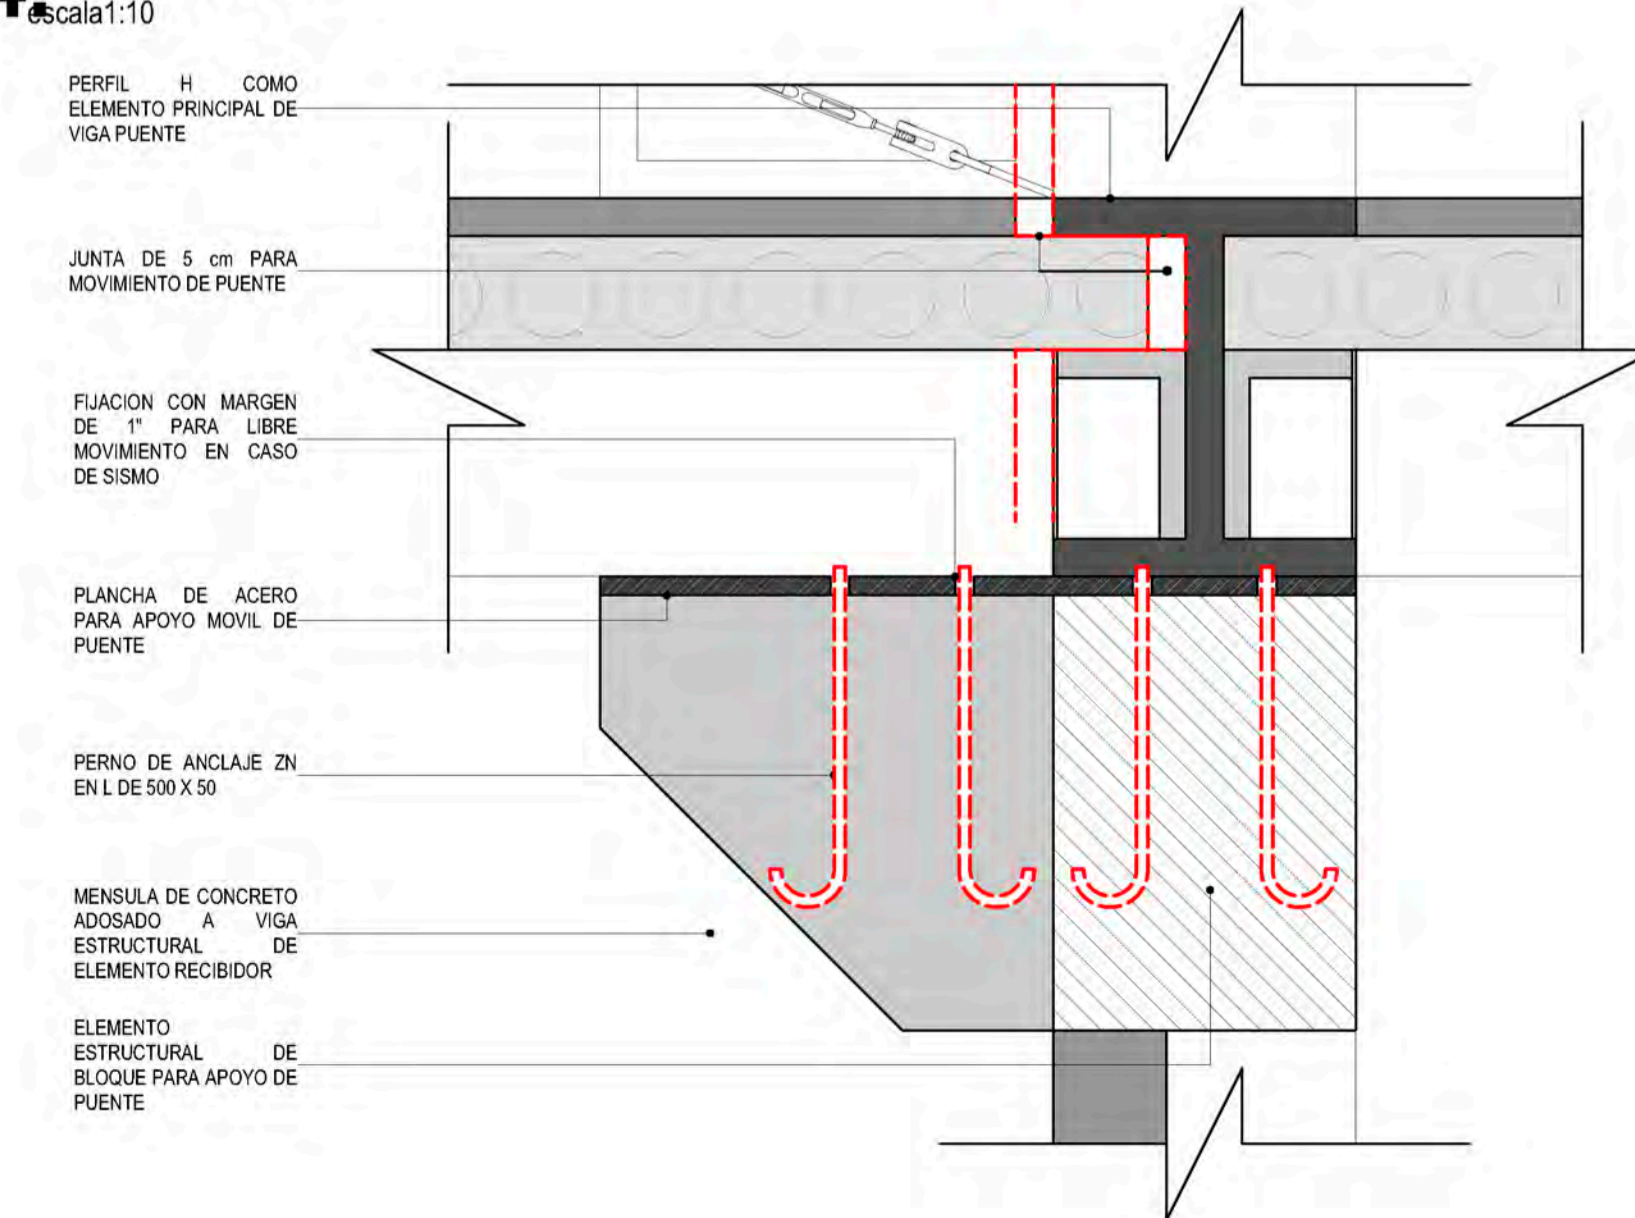 escala1:10
PERFIL H COMO
ELEMENTO PRINCIPAL DE
VIGA PUENTE
JUNTA DE 5 cm PARA
MOVIMIENTO DE PUENTE
FIJACION CON MARGEN
DE 1" PARA LIBRE
MOVIMIENTO EN CASO
DE SISMO
PLANCHA DE ACERO
PARA APOYO MOVIL DE
PUENTE
PERNO DE ANCLAJE ZN
EN L DE 500 X 50
MENSULA DE CONCRETO
ADOSADO A VIGA
ESTRUCTURAL DE
ELEMENTO RECIBIDOR
ELEMENTO
ESTRUCTURAL DE
BLOQUE PARA APOYO DE
PUENTE